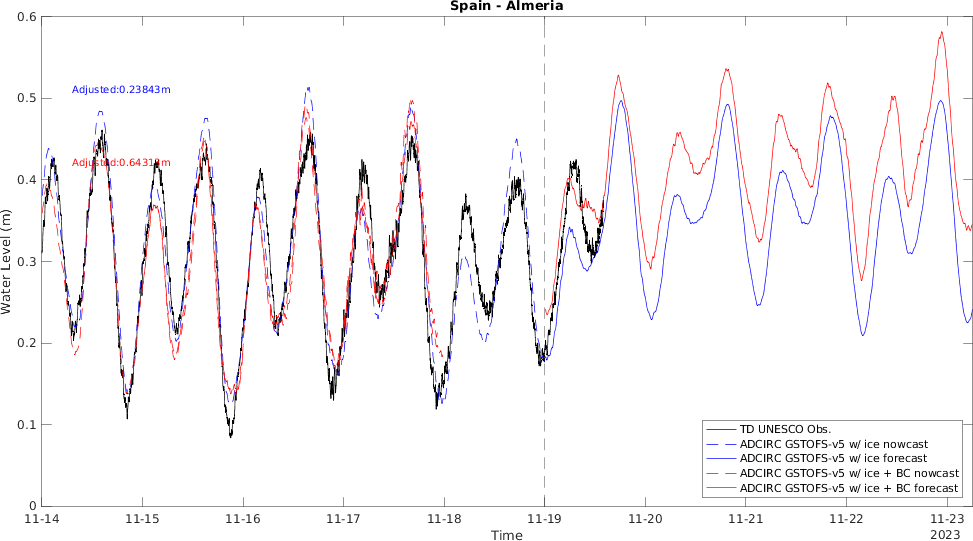 Spain - Almeria
0.6
0.5
0.4
0.3
0.2
0.1
0
Water Level (m)
Adjusted:0.23843m
TD UNESCO Obs.
ADCIRC GSTOFS-v5 w/ ice nowcast
ADCIRC GSTOFS-v5 w/ ice forecast
ADCIRC GSTOFS-v5 w/ ice + BC nowcast
ADCIRC GSTOFS-v5 w/ ice + BC forecast
11-14 11-15 11-16 11-17 11-18 11-19 11-20 11-21 11-22 11-23
2023
Time